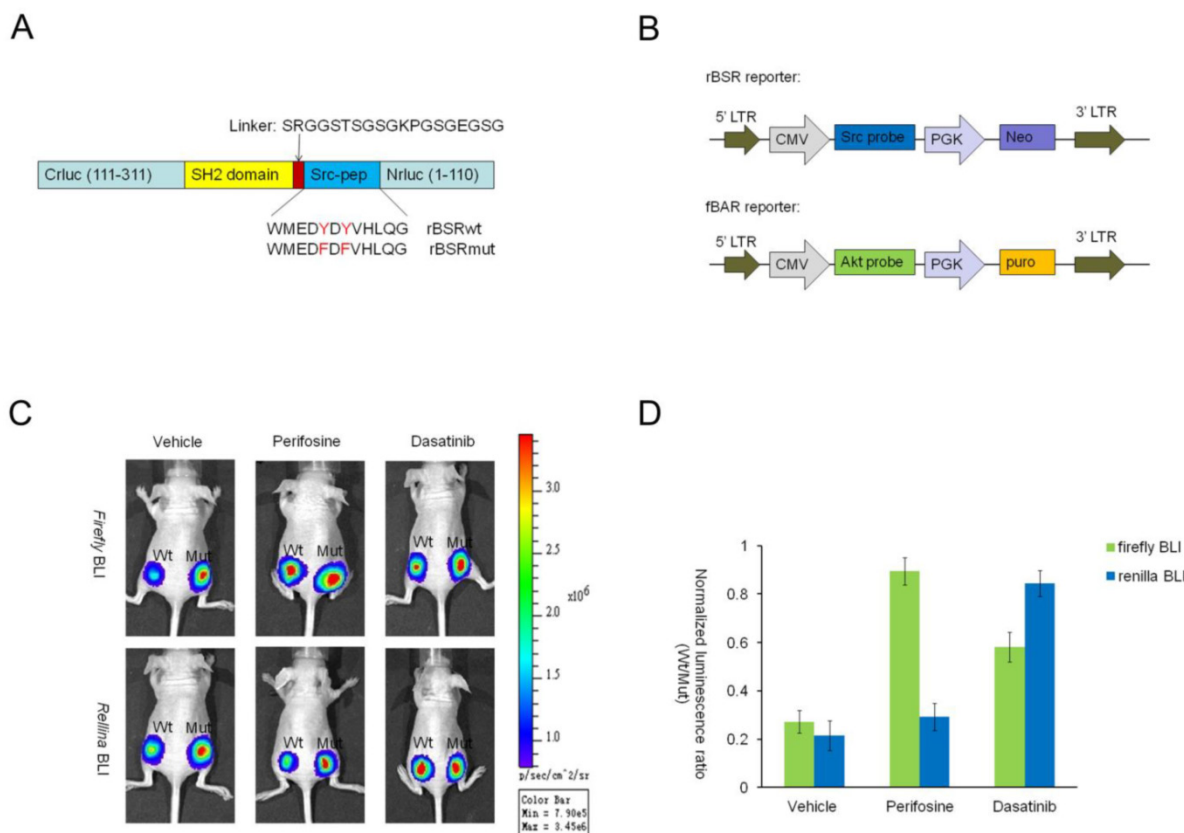 A
Linker: SRGGSTSGSGKPGSGEGSG
Crluc (111-311) SH2 domain Src-pep Nrluc (1-110)
WMEDYDYVHLQG rBSRwt
WMEDFDFVHLQG rBSRmut
B
rBSR reporter:
5' LTR 3' LTR
CMV Src probe PGK Neo
fBAR reporter:
5' LTR 3' LTR
CMV Akt probe PGK puro
C
Vehicle Perifosine Dasatinib
Firefly BLI
Wt Mut Wt Mut Wt Mut
Rellina BLI
Wt Mut Wt Mut Wt Mut
3.0
2.5
x10^6
2.0
1.5
1.0
p/sec/cm^2/sr
Color Bar
Min = 7.90e5
Max = 3.45e6
D
firefly BLI
renilla BLI
Normalized luminescence ratio
(Wt/Mut)
1
0.8
0.6
0.4
0.2
0
Vehicle Perifosine Dasatinib